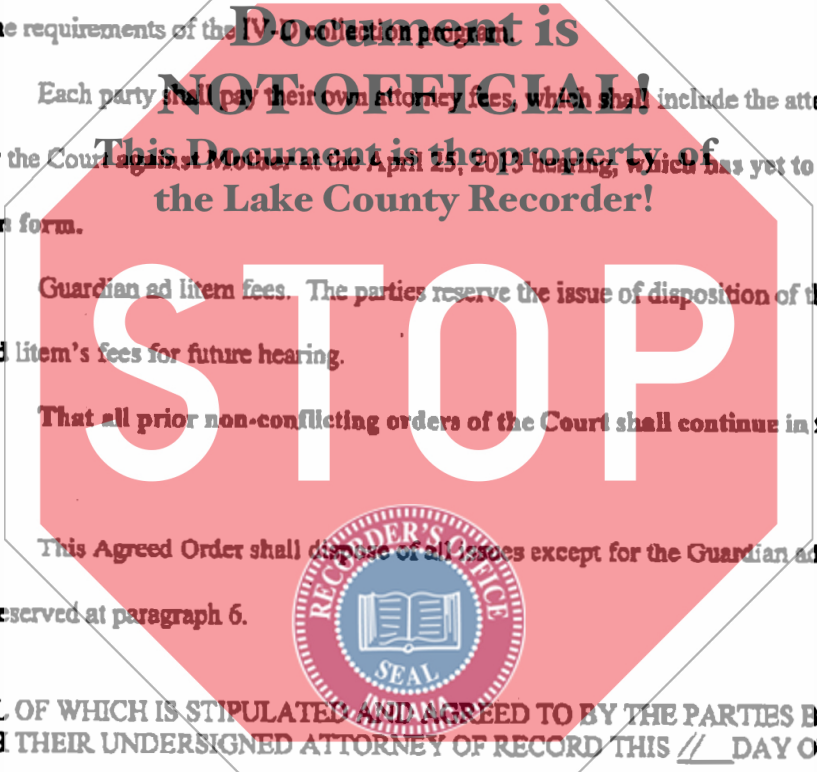 e requirements of the IV-D collection program.
Document is
NOT OFFICIAL!
Each party shall pay their own attorney fees, which shall include the att
This Document is the property of
the Court against Mother at the April 25, 2013 hearing, which has yet to
the Lake County Recorder!
form.
Guardian ad litem fees. The parties reserve the issue of disposition of t
litem's fees for future hearing.
STOP
That all prior non-conflicting orders of the Court shall continue in
This Agreed Order shall dispose of all issues except for the Guardian ad
eserved at paragraph 6.
RECORDER'S OFFICE
SEAL
INDIANA
OF WHICH IS STIPULATED AND AGREED TO BY THE PARTIES B
THEIR UNDERSIGNED ATTORNEY OF RECORD THIS // DAY O